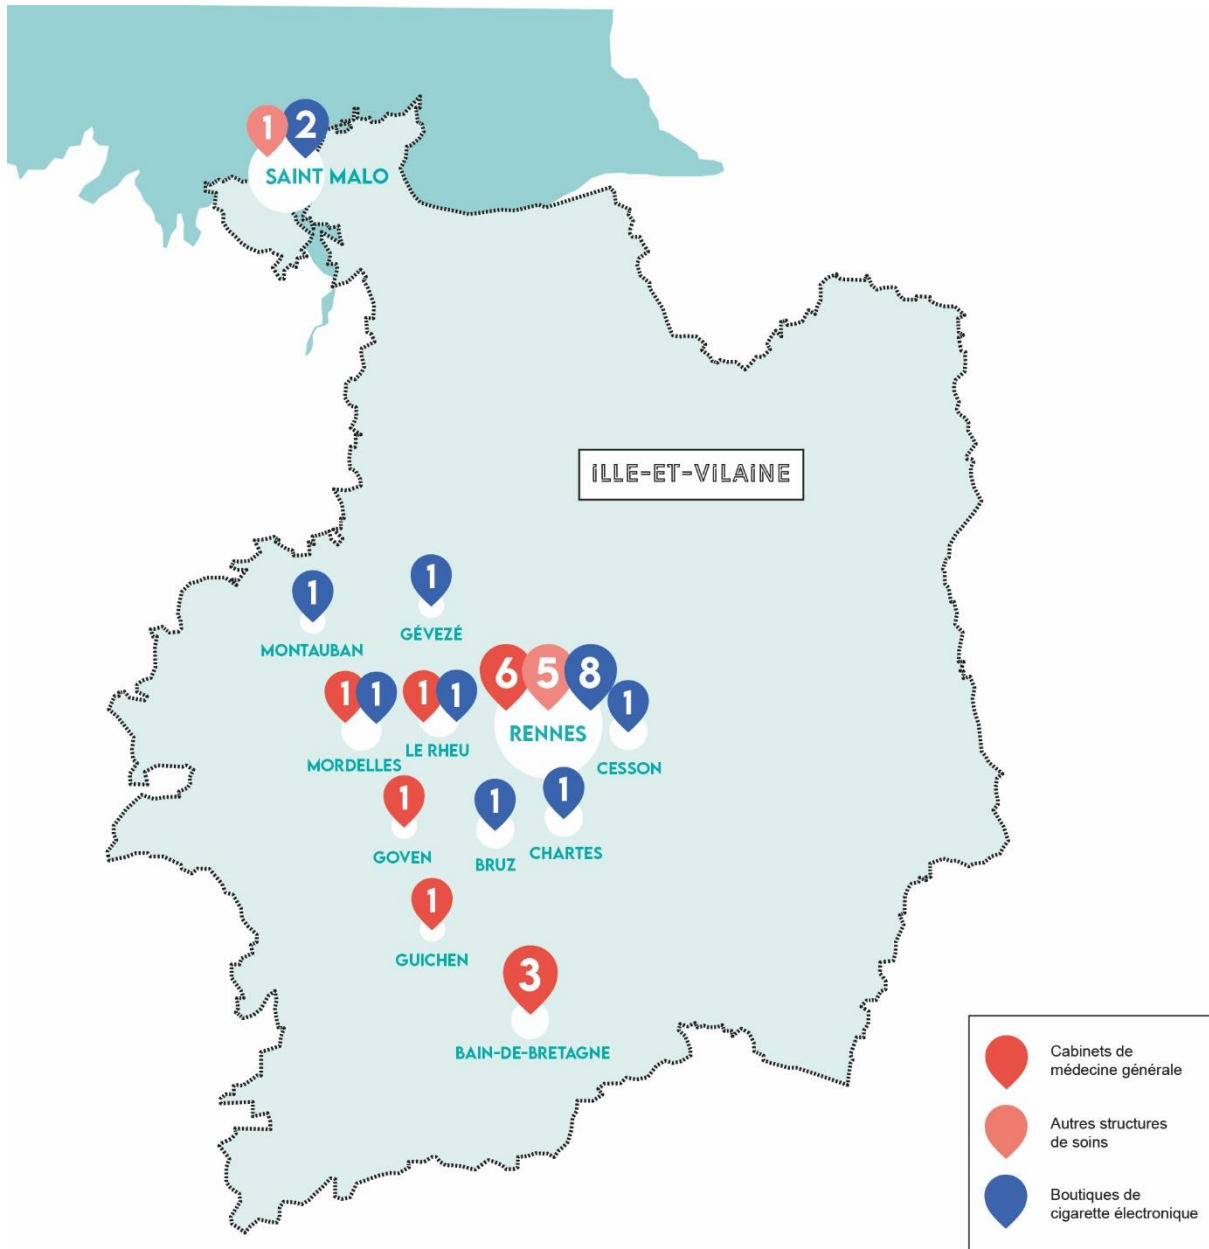 1 2
SAINT MALO
iLLE-ET-ViLAiNE
1
MONTAUBAN
1
GÉVEZÉ
1 1
MORDELLES
1 1
LE RHEU
6 5 8
RENNES
1
CESSON
1
GOVEN
1
BRUZ
1
CHARTES
1
GUICHEN
3
BAIN-DE-BRETAGNE
Cabinets de
médecine générale
Autres structures
de soins
Boutiques de
cigarette électronique